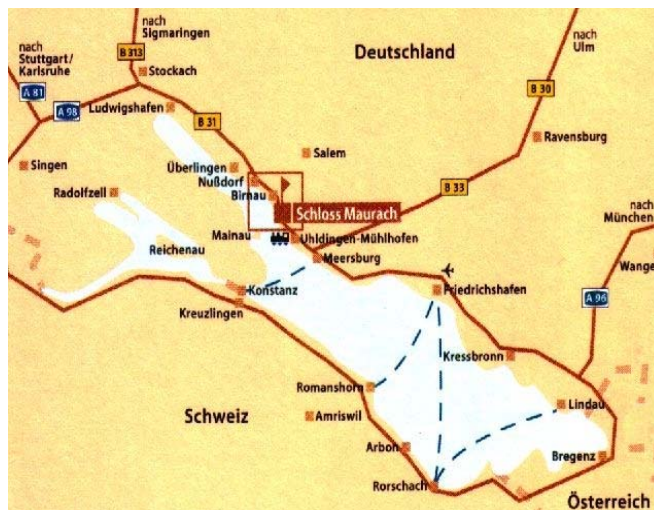 nach
Sigmaringen
nach
Stuttgart/
Karlsruhe
B 313
Stockach
Deutschland
nach
Ulm
A 81
A 98
Ludwigshafen
B 31
B 30
Ravensburg
Singen
Überlingen
Salem
Nußdorf
Birnau
B 33
Radolfzell
Schloss Maurach
nach
München
Mainau
Uhldingen-Mühlhofen
Reichenau
Meersburg
Wange
Konstanz
Friedrichshafen
A 96
Kreuzlingen
Kressbronn
Romanshorn
Schweiz
Amriswil
Lindau
Arbon
Bregenz
Rorschach
Österreich